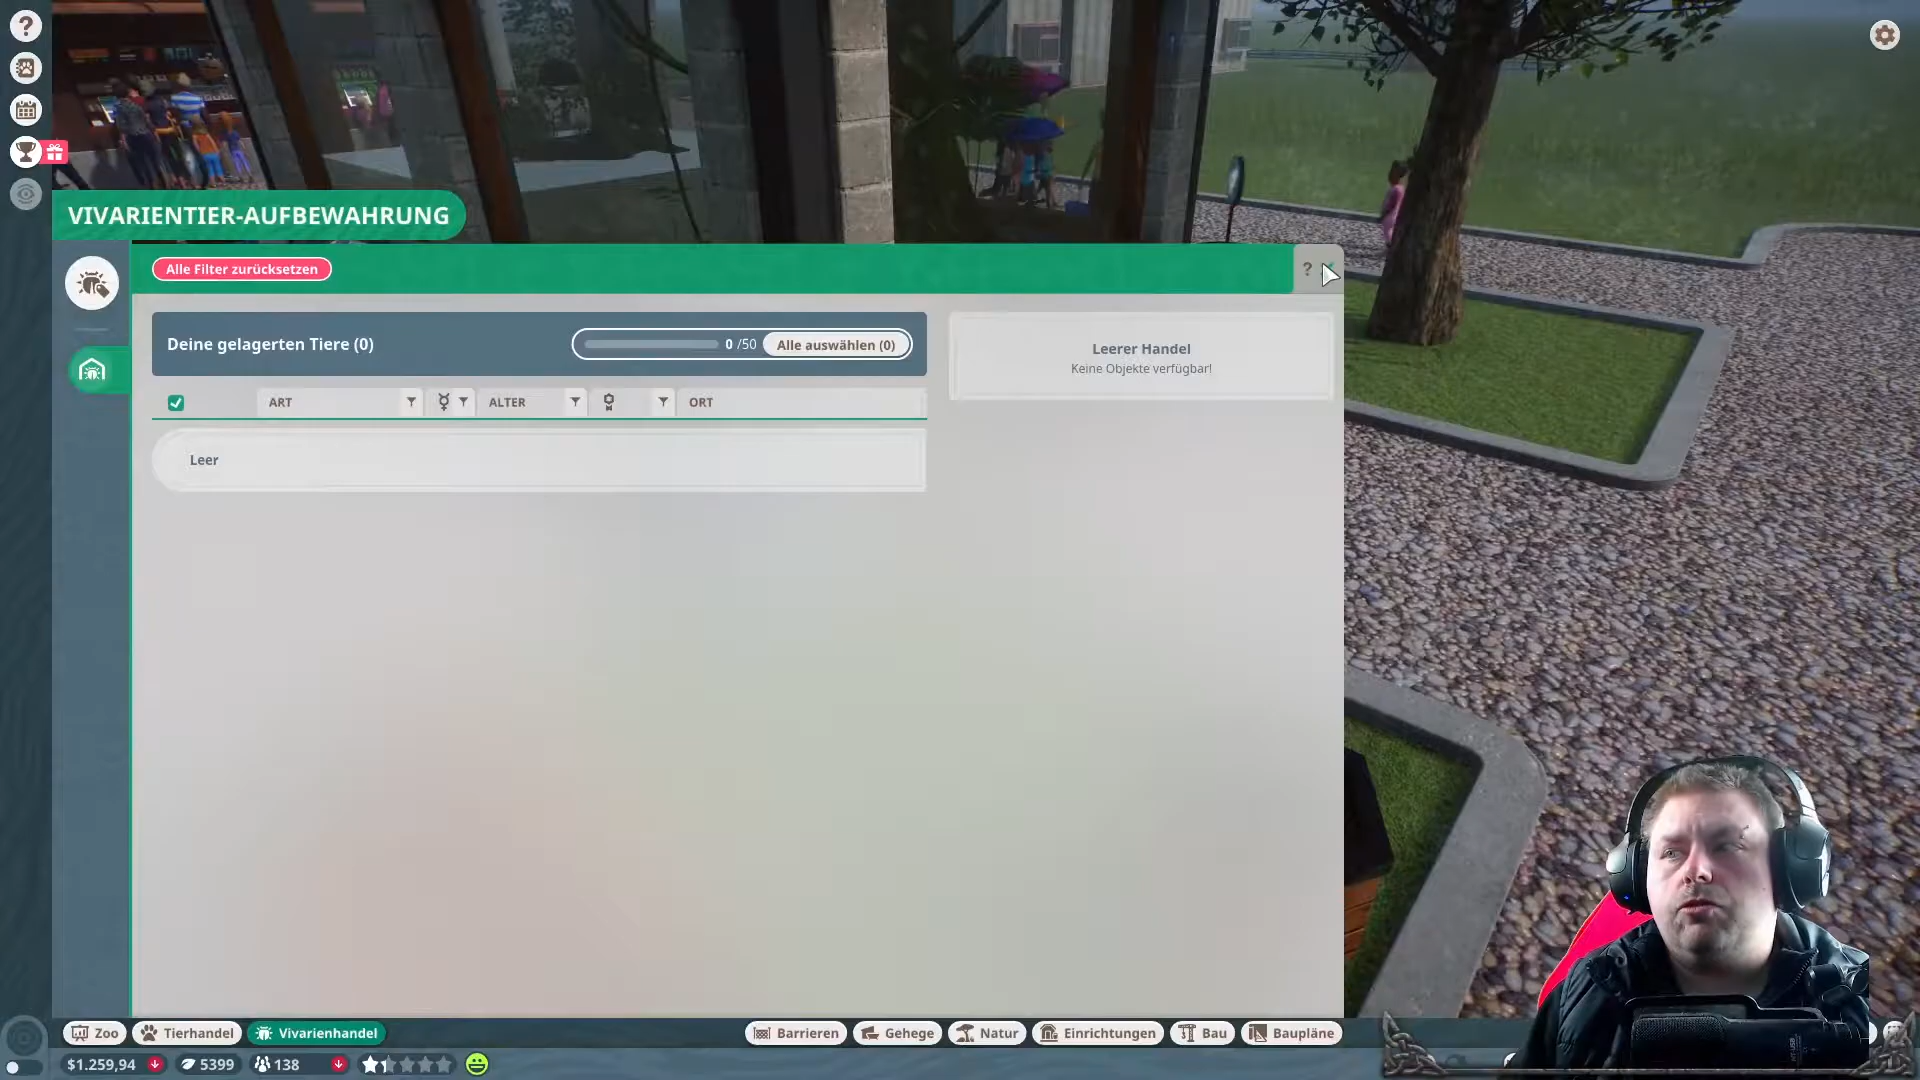 VIVARIENTIER-AUFBEWAHRUNG
Alle Filter zurücksetzen
?
Deine gelagerten Tiere (0)
0 /50
Alle auswählen (0)
Leerer Handel
Keine Objekte verfügbar!
ART
ALTER
ORT
Leer
Zoo
Tierhandel
Vivarienhandel
Barrieren
Gehege
Natur
Einrichtungen
Bau
Baupläne
$1.259,94
5399
138